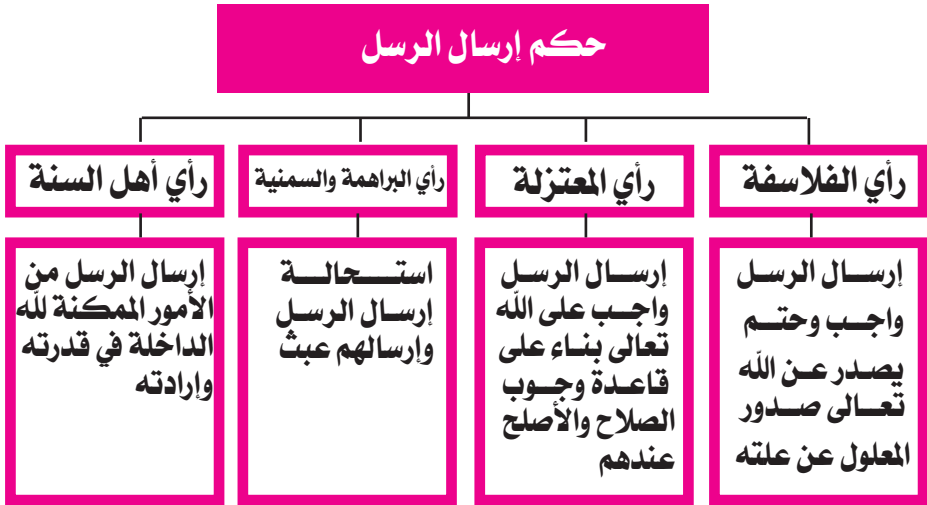 حكم إرسال الرسل
رأي الفلاسفة
رأي المعتزلة
رأي البراهمة والسمنية
رأي أهل السنة
إرسال الرسل
واجب وحتم
يصدر عن الله
تعالى صدور
المعلول عن علته
إرسال الرسل
واجب على الله
تعالى بناء على
قاعدة وجوب
الصلاح والأصلح
عندهم
استحالة
إرسال الرسل
وإرسالهم عبث
إرسال الرسل من
الأمور الممكنة لله
الداخلة في قدرته
وإرادته